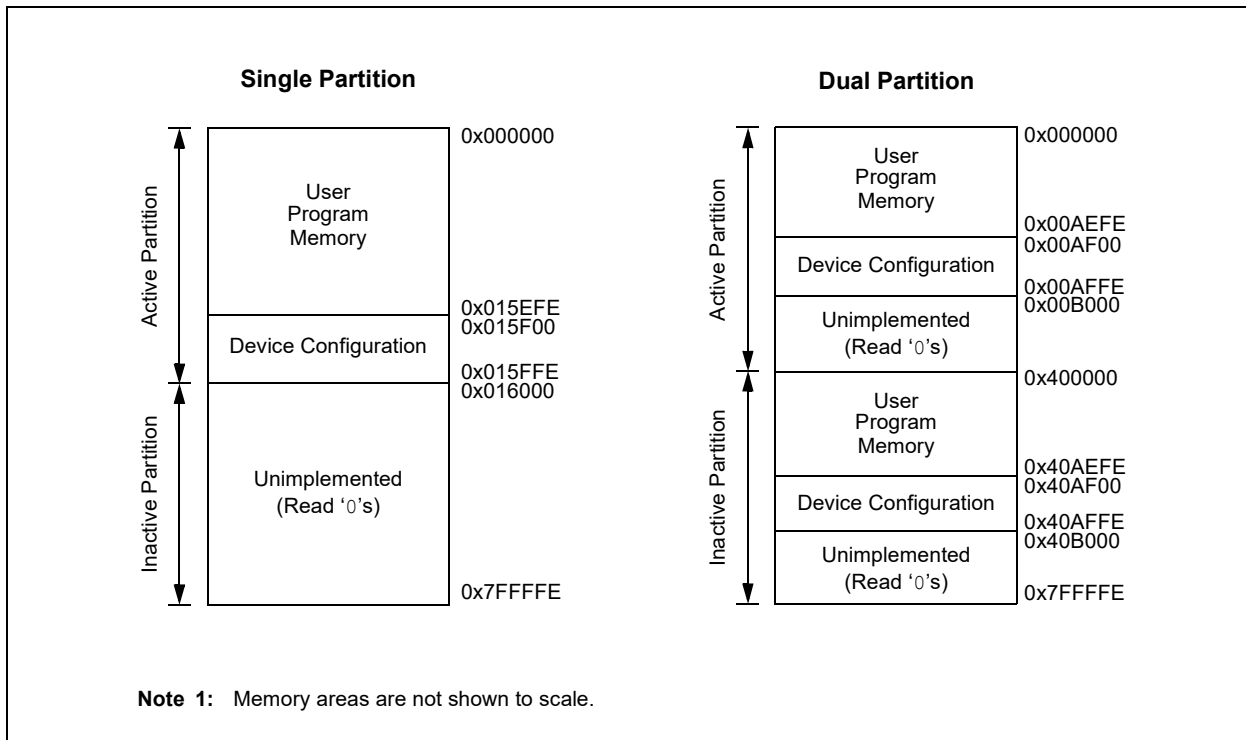 Single Partition
Active Partition
Inactive Partition
User
Program
Memory
Device Configuration
Unimplemented
(Read ‘0’s)
0x000000
0x015EFE
0x015F00
0x015FFE
0x016000
0x7FFFFE
Dual Partition
Active Partition
Inactive Partition
User
Program
Memory
Device Configuration
Unimplemented
(Read ‘0’s)
User
Program
Memory
Device Configuration
Unimplemented
(Read ‘0’s)
0x000000
0x00AEFE
0x00AF00
0x00AFFE
0x00B000
0x400000
0x40AEFE
0x40AF00
0x40AFFE
0x40B000
0x7FFFFE
Note 1: Memory areas are not shown to scale.